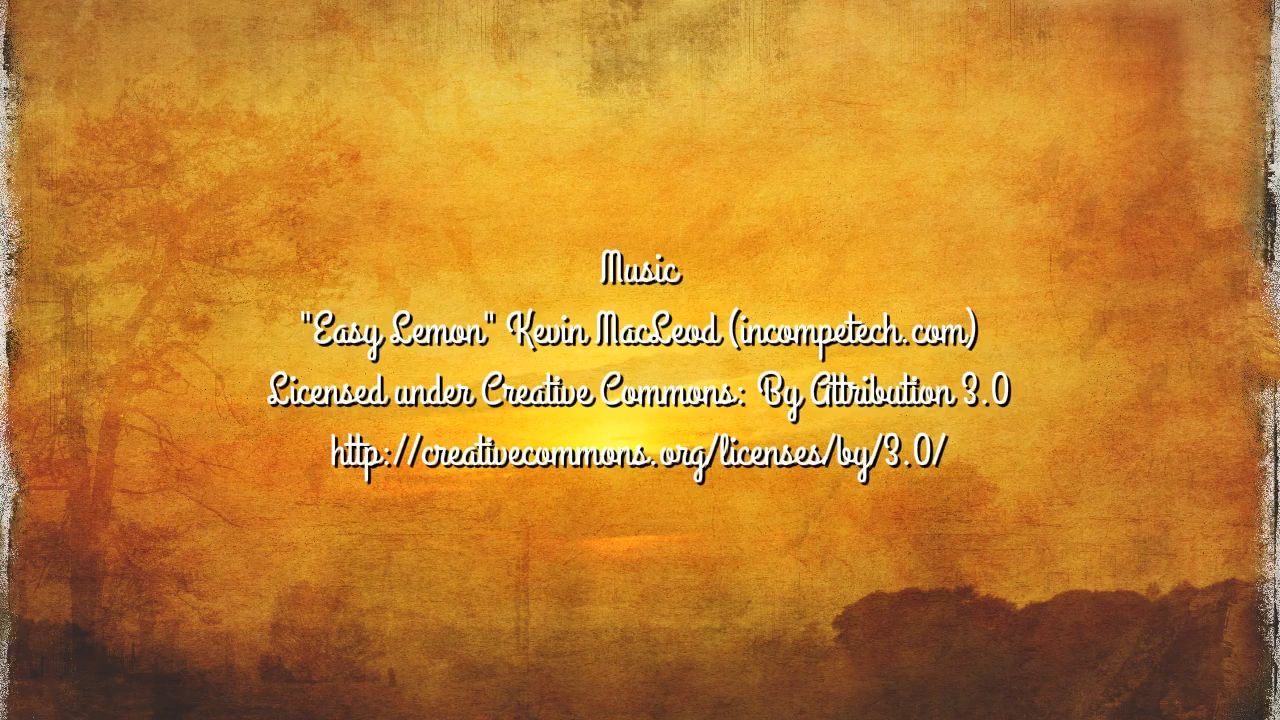 Music
"Easy Lemon" Kevin MacLeod (incompetech.com)
Licensed under Creative Commons: By Attribution 3.0
http://creativecommons.org/licenses/by/3.0/